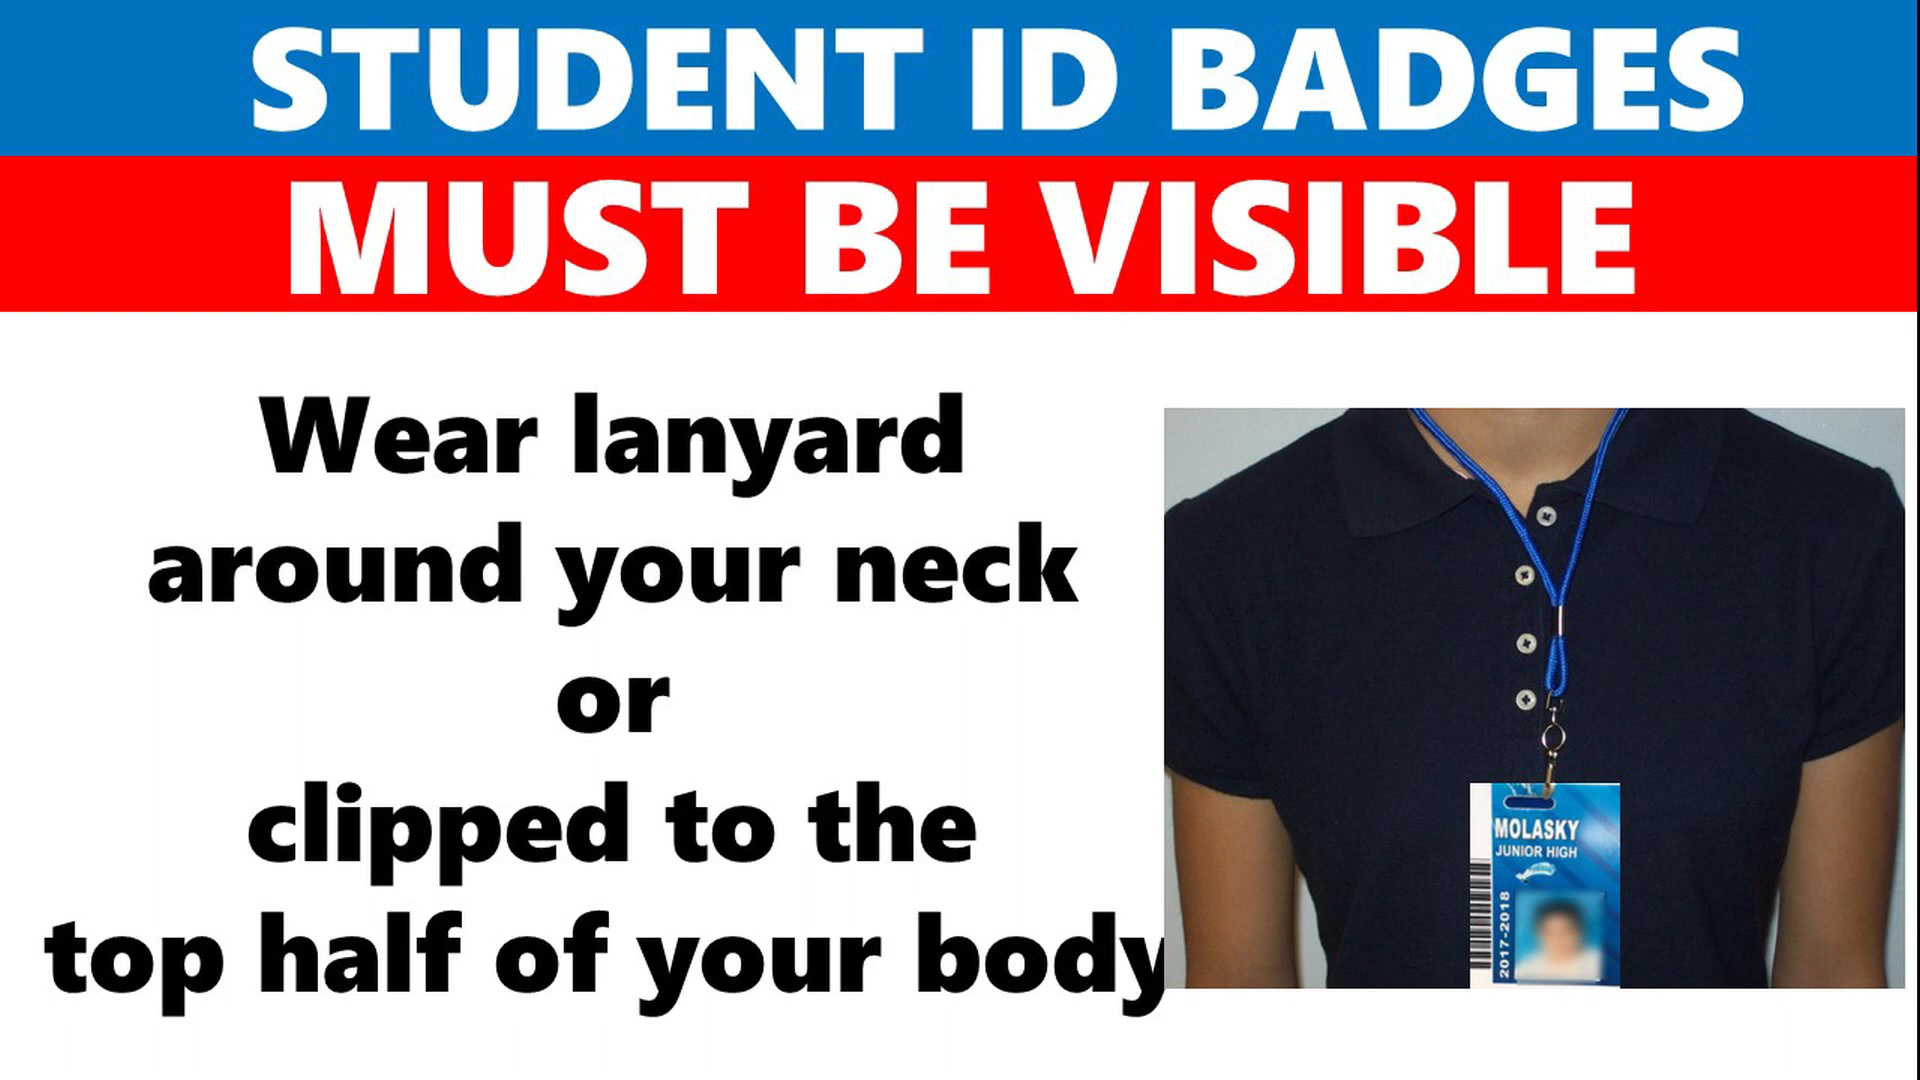 STUDENT ID BADGES
MUST BE VISIBLE
Wear lanyard
around your neck
or
clipped to the
top half of your body
MOLASKY
JUNIOR HIGH
2017-2018